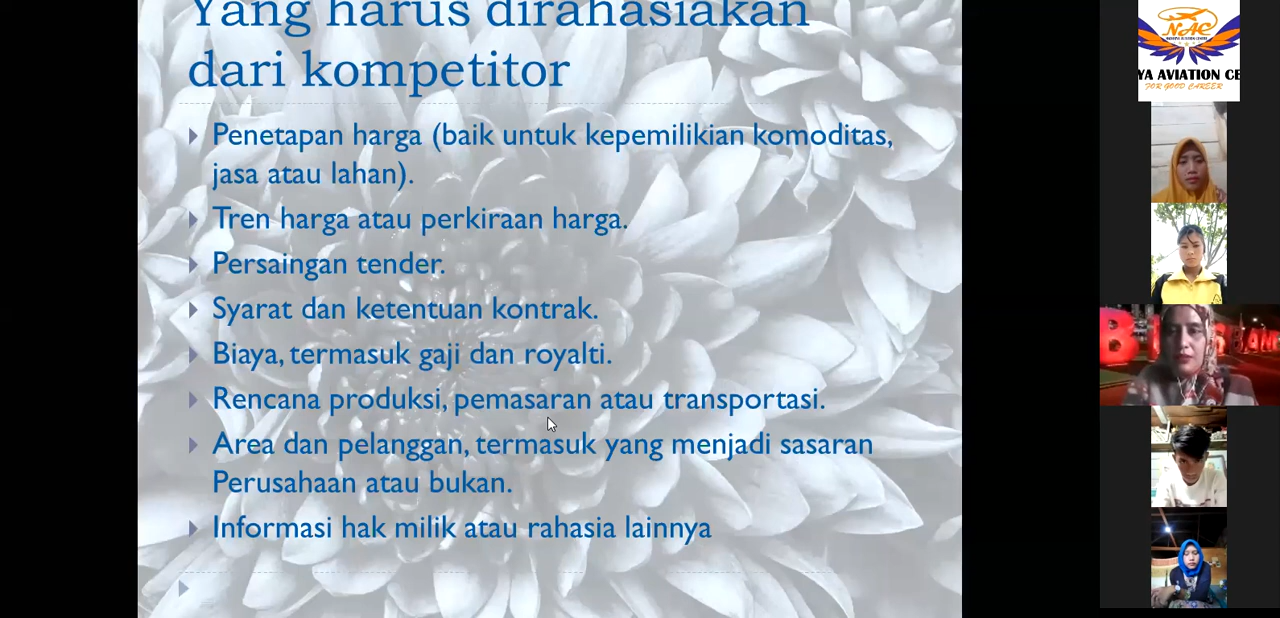 Yang harus dirahasiakan
dari kompetitor
Penetapan harga (baik untuk kepemilikian komoditas,
jasa atau lahan).
Tren harga atau perkiraan harga.
Persaingan tender.
Syarat dan ketentuan kontrak.
Biaya, termasuk gaji dan royalti.
Rencana produksi, pemasaran atau transportasi.
Area dan pelanggan, termasuk yang menjadi sasaran
Perusahaan atau bukan.
Informasi hak milik atau rahasia lainnya
NAC
YA AVIATION CE
FOR GOOD CAREER